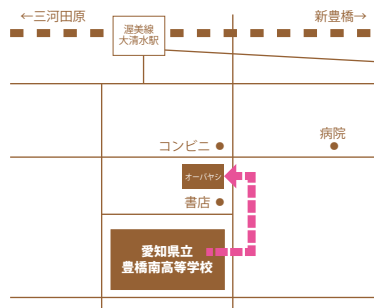 ←三河田原
新豊橋→
渥美線
大清水駅
コンビニ
病院
オーバヤシ
書店
愛知県立
豊橋南高等学校